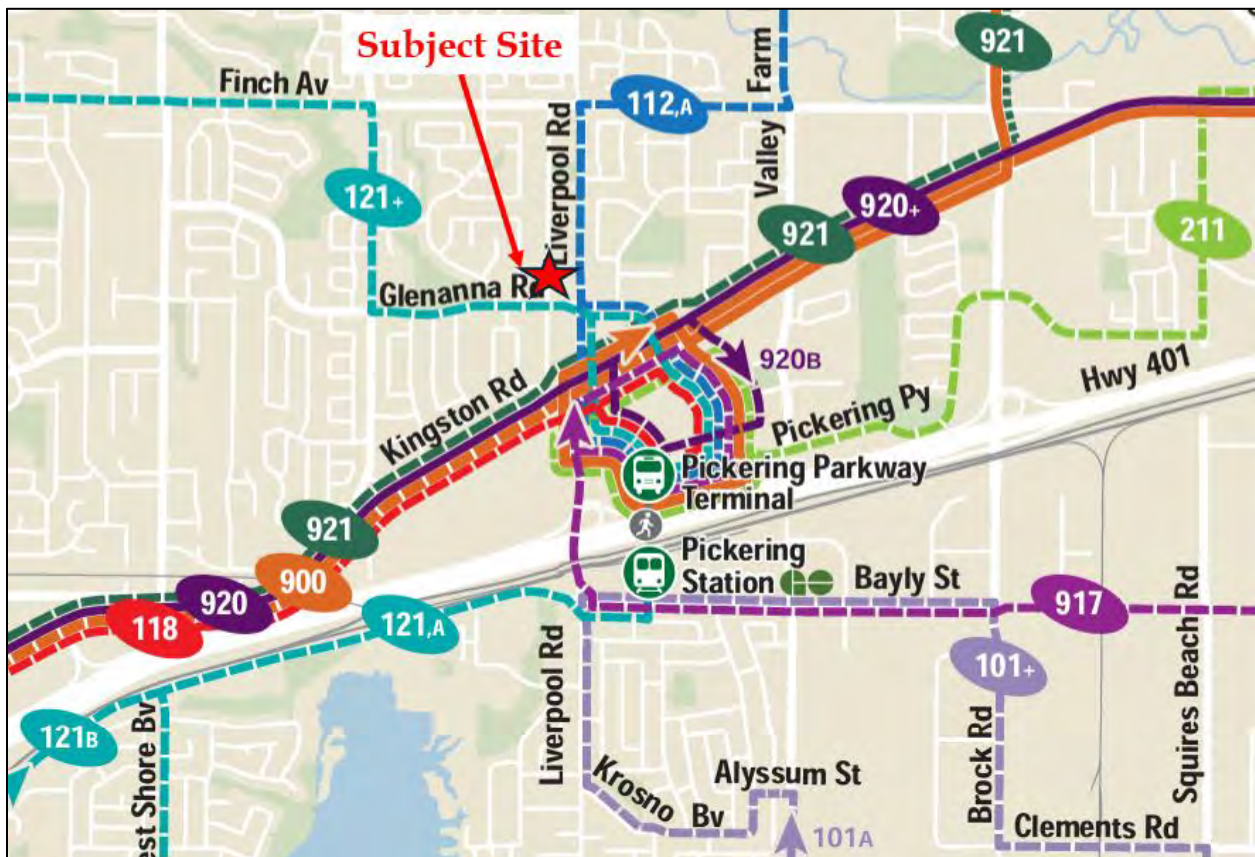 Subject Site
Finch Av
Liverpool Rd
112,A
Valley Farm
921
121+
920+
921
211
Glenanna Rd
920B
Hwy 401
Kingston Rd
Pickering Py
Pickering Parkway
Terminal
921
900
920
118
Pickering
Station
GO
Bayly St
917
121,A
101+
121B
est Shore Bv
Liverpool Rd
Krosno Bv
Alyssum St
101A
Brock Rd
Squires Beach Rd
Clements Rd